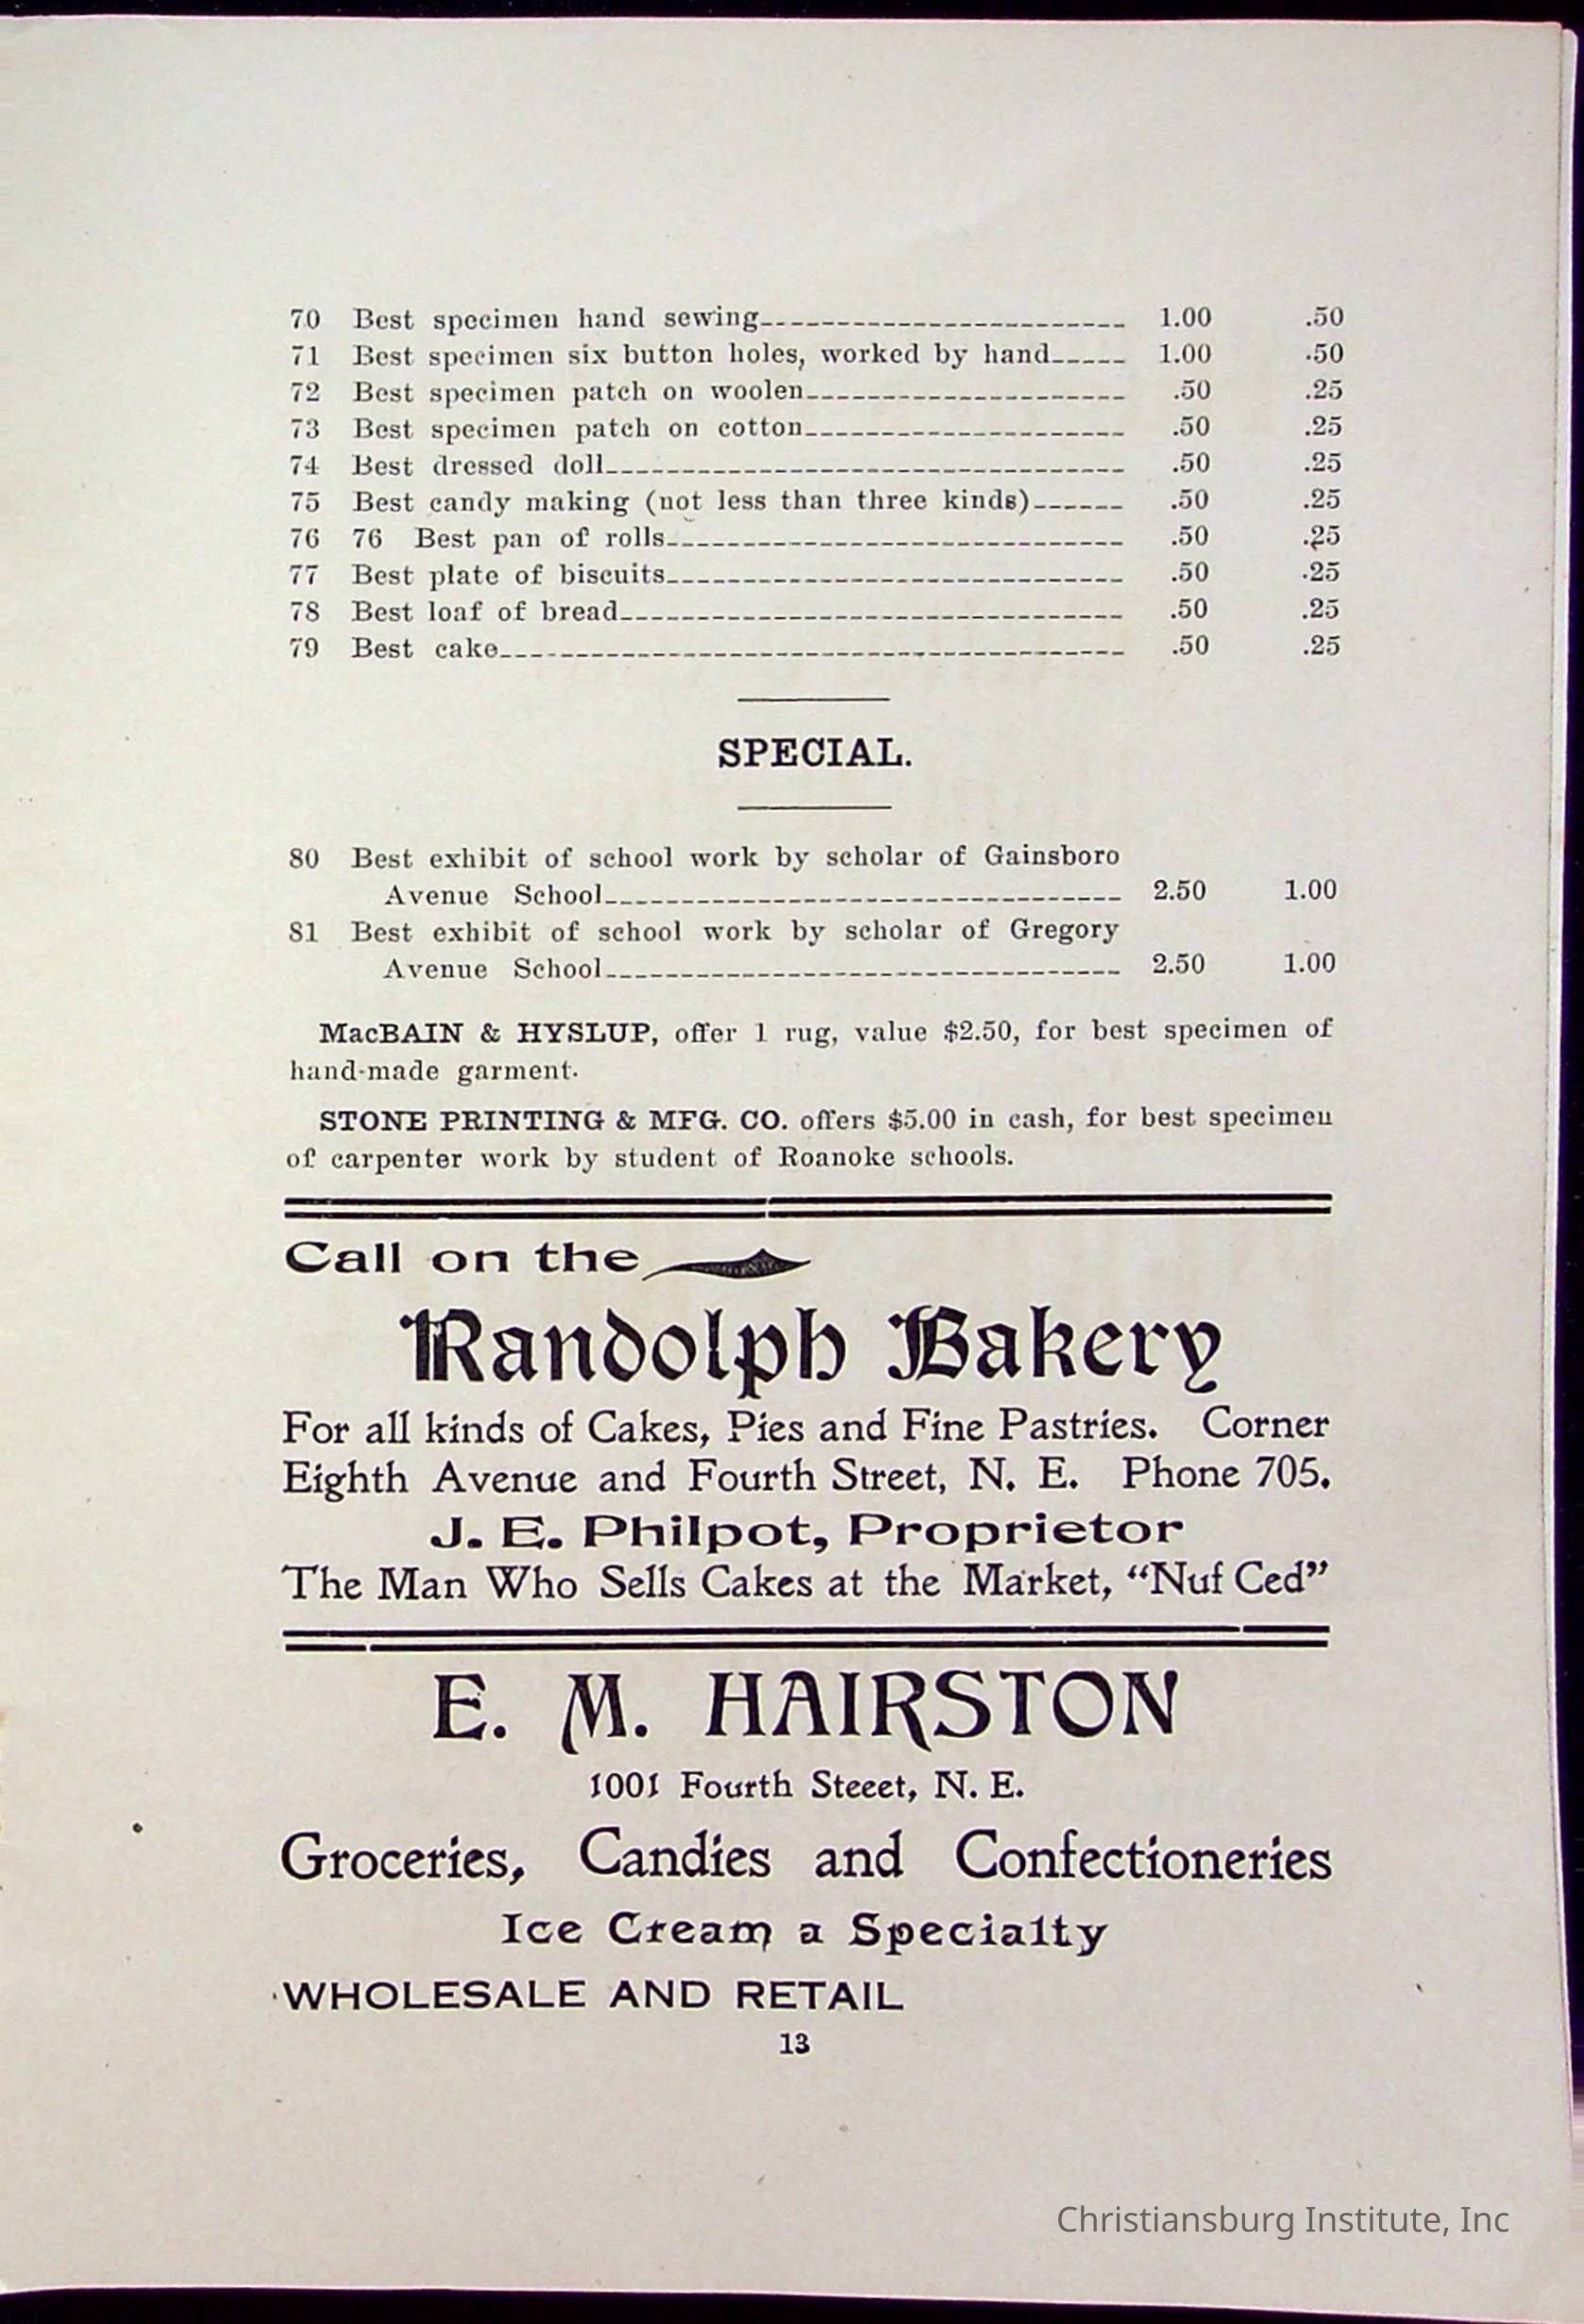 70 Best specimen hand sewing 1.00 .50
71 Best specimen six button holes, worked by hand 1.00 .50
72 Best specimen patch on woolen .50 .25
73 Best specimen patch on cotton .50 .25
74 Best dressed doll .50 .25
75 Best candy making (not less than three kinds) .50 .25
76 76 Best pan of rolls .50 .25
77 Best plate of biscuits .50 .25
78 Best loaf of bread .50 .25
79 Best cake .50 .25
SPECIAL.
80 Best exhibit of school work by scholar of Gainsboro
Avenue School 2.50 1.00
81 Best exhibit of school work by scholar of Gregory
Avenue School 2.50 1.00
MacBAIN & HYSLUP, offer 1 rug, value $2.50, for best specimen of
hand-made garment.
STONE PRINTING & MFG. CO. offers $5.00 in cash, for best specimen
of carpenter work by student of Roanoke schools.
Call on the
Randolph Bakery
For all kinds of Cakes, Pies and Fine Pastries. Corner
Eighth Avenue and Fourth Street, N. E. Phone 705.
J. E. Philpot, Proprietor
The Man Who Sells Cakes at the Market, “Nuf Ced”
E. M. HAIRSTON
1001 Fourth Steeet, N. E.
Groceries, Candies and Confectioneries
Ice Cream a Specialty
WHOLESALE AND RETAIL
13
Christiansburg Institute, Inc